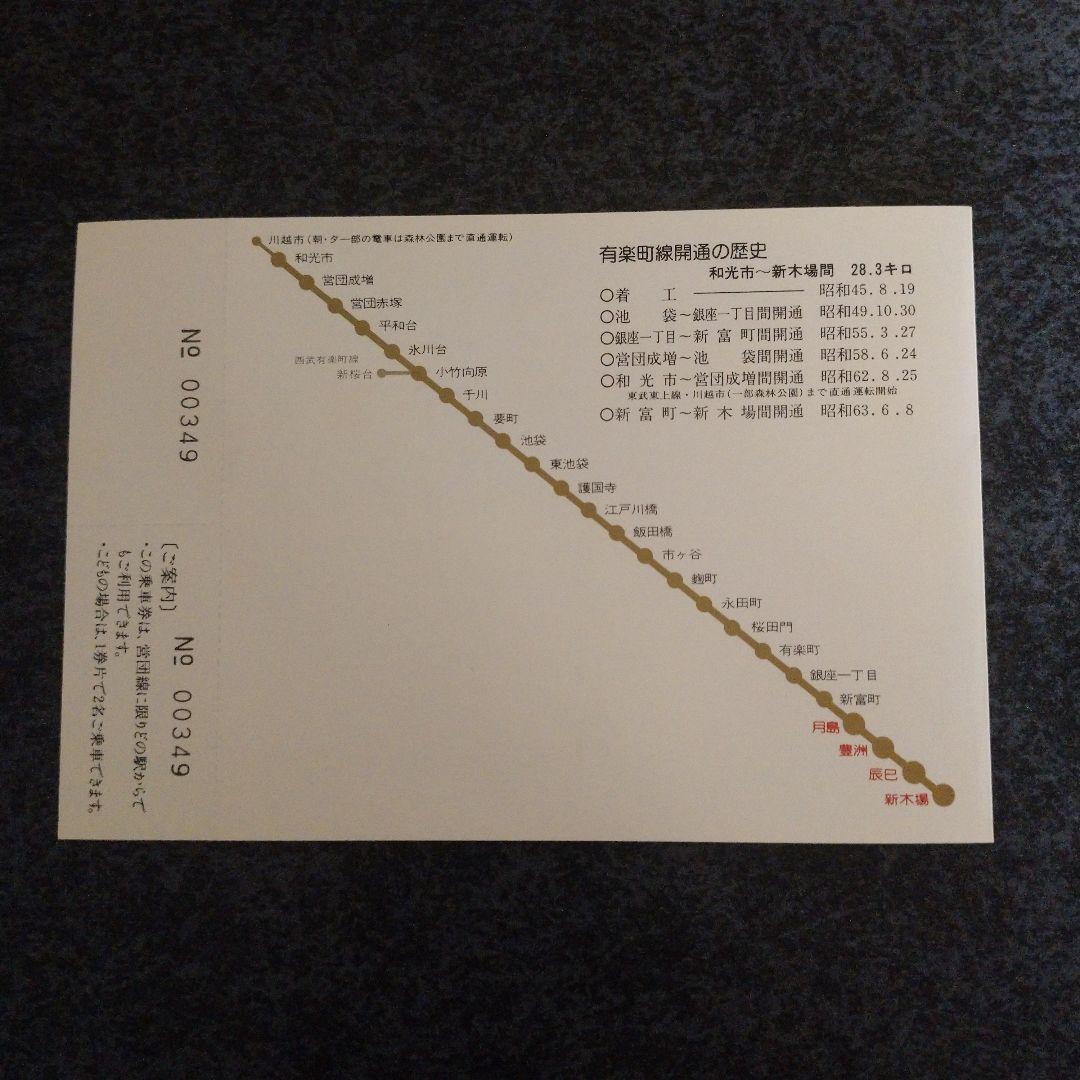 川越市(朝・夕一部の電車は森林公園まで直通運転)
和光市
営団成増
営団赤塚
平和台
氷川台
西武有楽町線
新桜台
小竹向原
千川
要町
池袋
東池袋
護国寺
江戸川橋
飯田橋
市ヶ谷
麴町
永田町
桜田門
有楽町
銀座一丁目
新富町
月島
豊洲
辰巳
新木場
有楽町線開通の歴史
和光市〜新木場間 28.3キロ
○着 工 ──────── 昭和45.8.19
○池 袋〜銀座一丁目間開通 昭和49.10.30
○銀座一丁目〜新富町間開通 昭和55.3.27
○営団成増〜池 袋間開通 昭和58.6.24
○和光市〜営団成増間開通 昭和62.8.25
東武東上線・川越市(一部森林公園)まで直通運転開始
○新富町〜新木場間開通 昭和63.6.8
№ 00349
〔ご案内〕 № 00349
・この乗車券は、営団線に限りどの駅からで
もご利用できます。
・こどもの場合は、1券片で2名ご乗車できます。